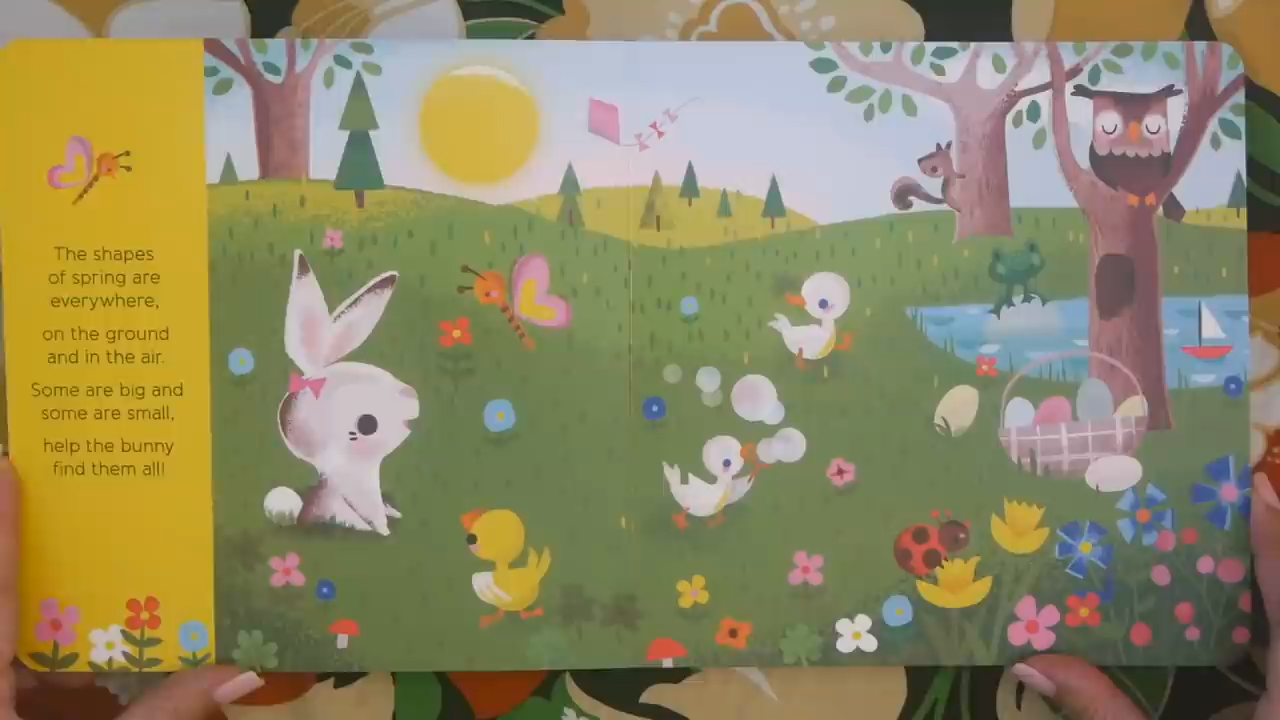 The shapes
of spring are
everywhere,
on the ground
and in the air.
Some are big and
some are small,
help the bunny
find them all!